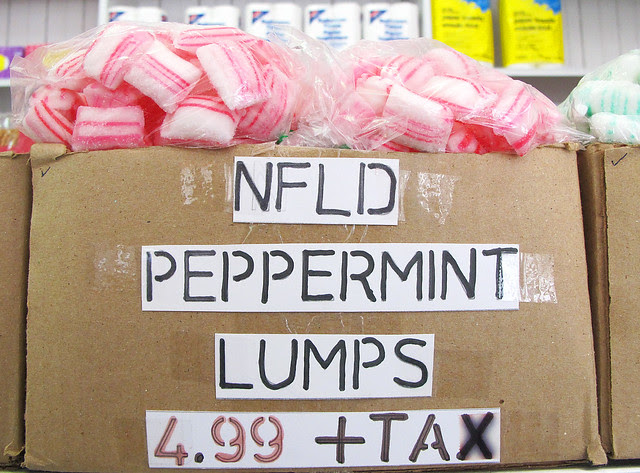 NFLD
PEPPERMINT
LUMPS
4.99 + TAX